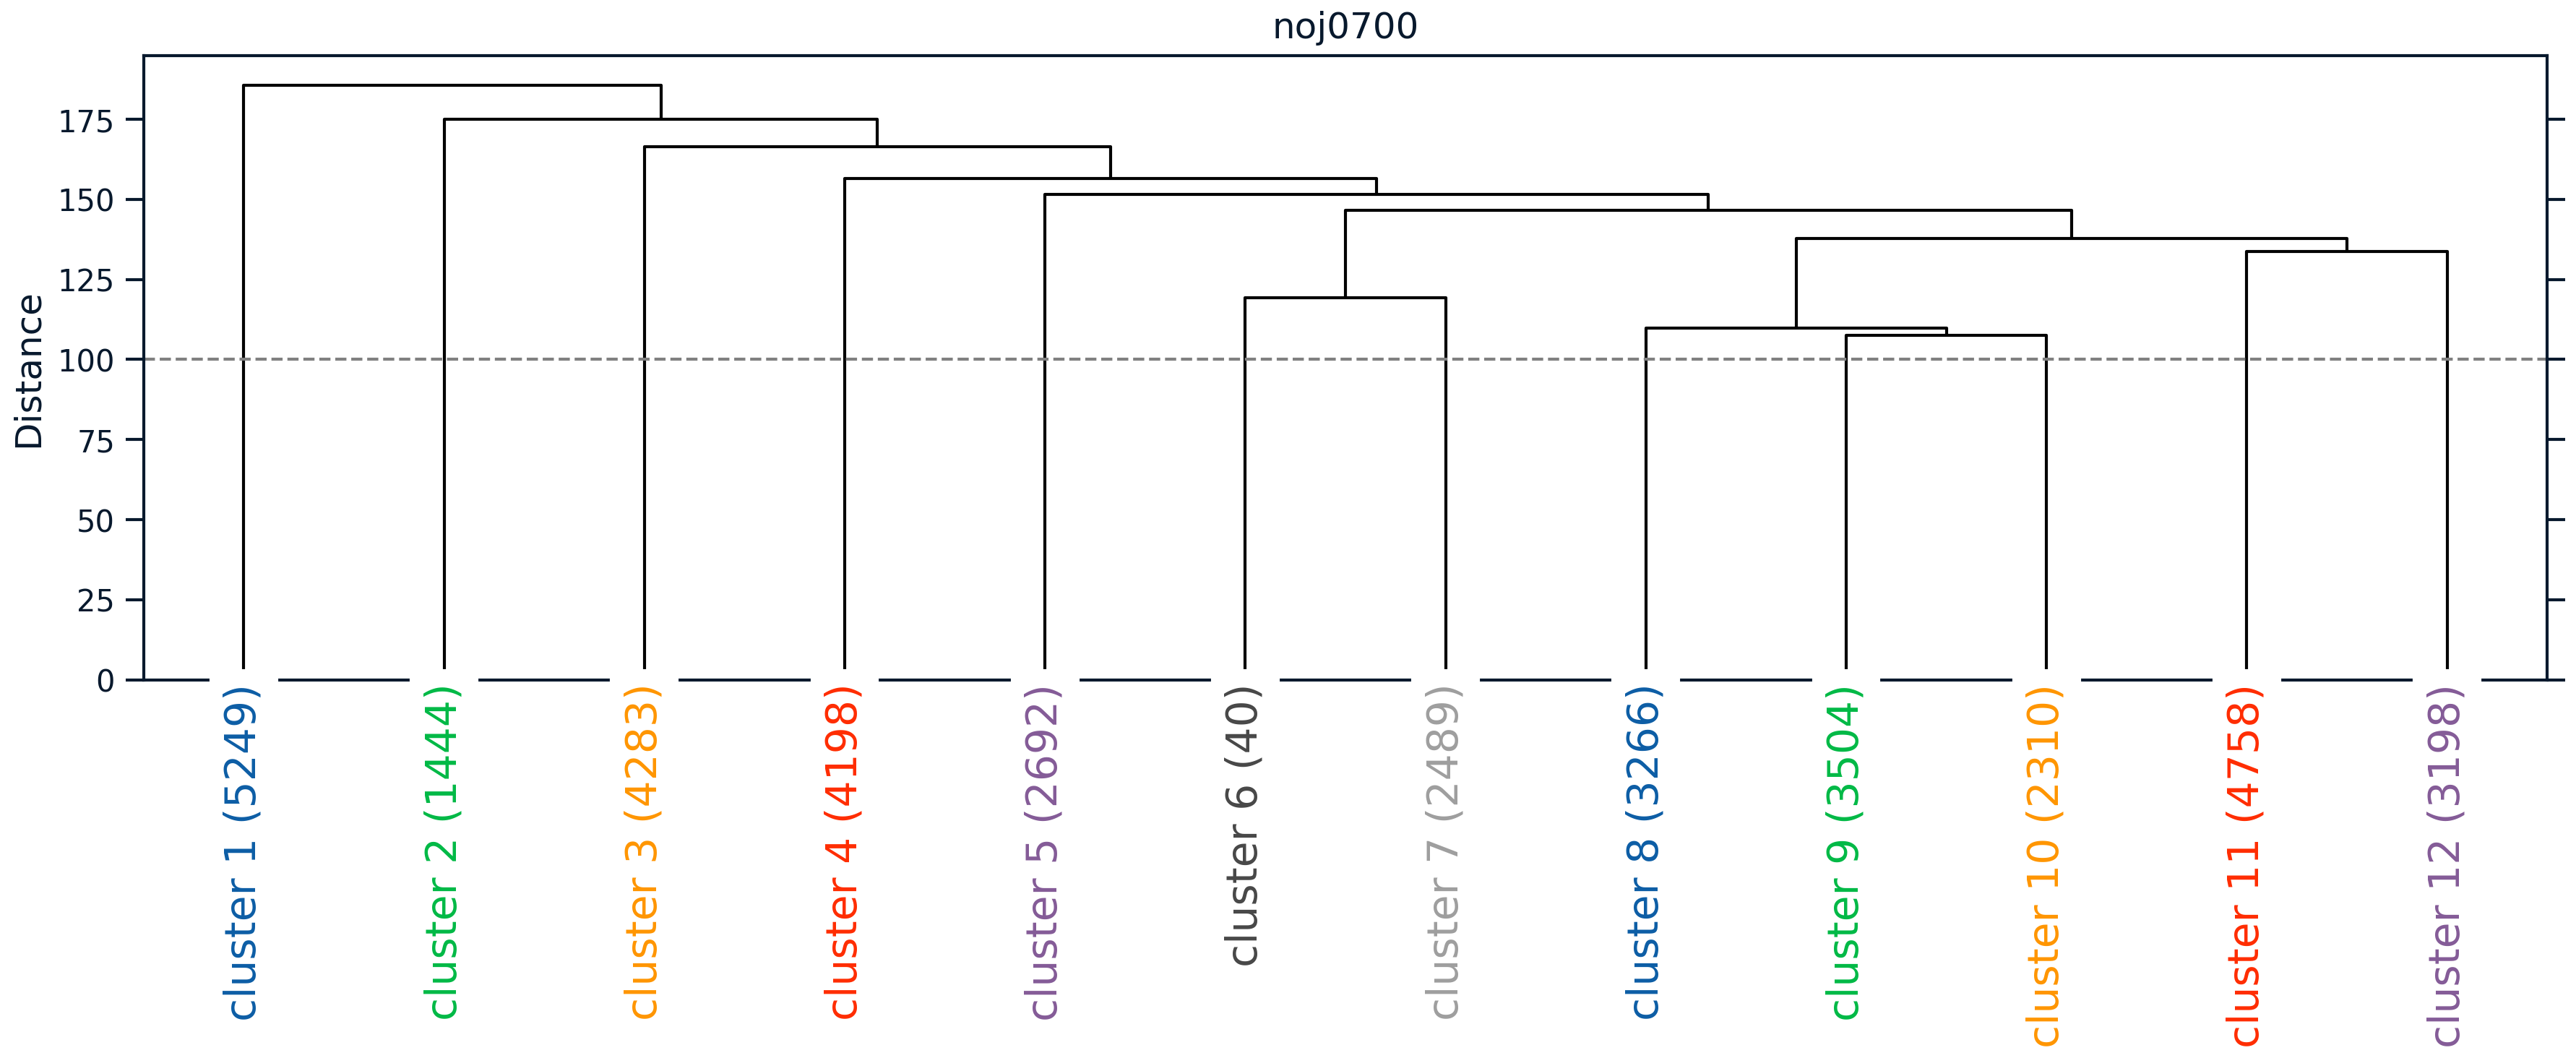 noj0700
Distance
175
150
125
100
75
50
25
0
cluster 1 (5249)
cluster 2 (1444)
cluster 3 (4283)
cluster 4 (4198)
cluster 5 (2692)
cluster 6 (40)
cluster 7 (2489)
cluster 8 (3266)
cluster 9 (3504)
cluster 10 (2310)
cluster 11 (4758)
cluster 12 (3198)